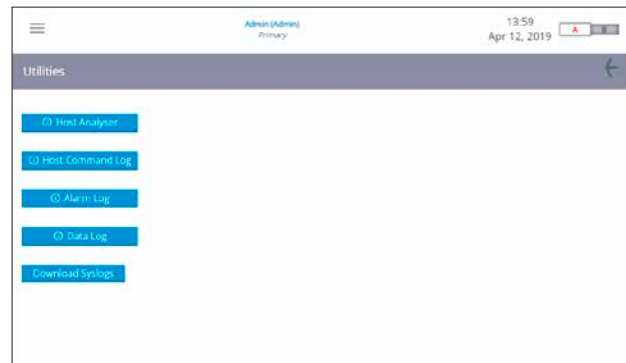 Admin (Admin)
Primary
13:59
Apr 12, 2019
A
Utilities
Host Analyser
Host Command Log
Alarm Log
Data Log
Download Syslogs